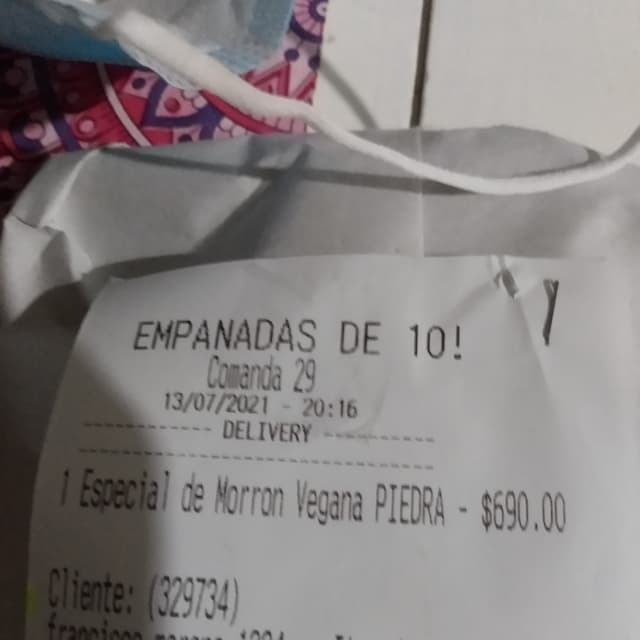 EMPANADAS DE 10!
Comanda 29
13/07/2021 - 20:16
DELIVERY
1 Especial de Morron Vegana PIEDRA - $690.00
Cliente: (329734)